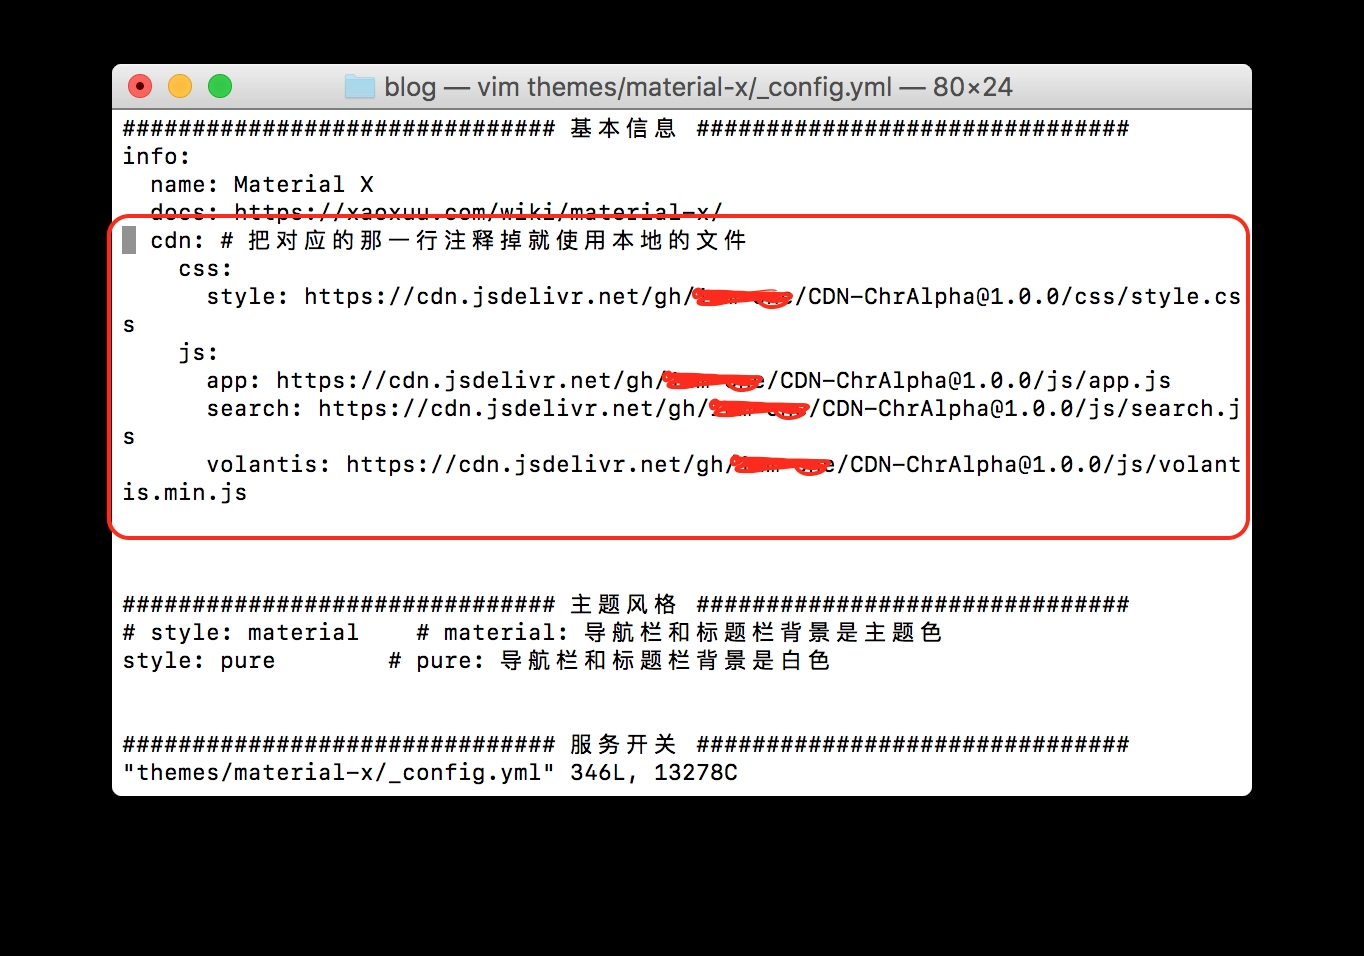 blog — vim themes/material-x/_config.yml — 80×24
############################### 基本信息 ###############################
info:
  name: Material X
  docs: https://xaoxuu.com/wiki/material-x/
  cdn: # 把对应的那一行注释掉就使用本地的文件
    css:
      style: https://cdn.jsdelivr.net/gh/ /CDN-ChrAlpha@1.0.0/css/style.cs
s
    js:
      app: https://cdn.jsdelivr.net/gh/ /CDN-ChrAlpha@1.0.0/js/app.js
      search: https://cdn.jsdelivr.net/gh/ /CDN-ChrAlpha@1.0.0/js/search.j
s
      volantis: https://cdn.jsdelivr.net/gh/ /CDN-ChrAlpha@1.0.0/js/volant
is.min.js
############################### 主题风格 ###############################
# style: material    # material: 导航栏和标题栏背景是主题色
style: pure        # pure: 导航栏和标题栏背景是白色
############################### 服务开关 ###############################
"themes/material-x/_config.yml" 346L, 13278C